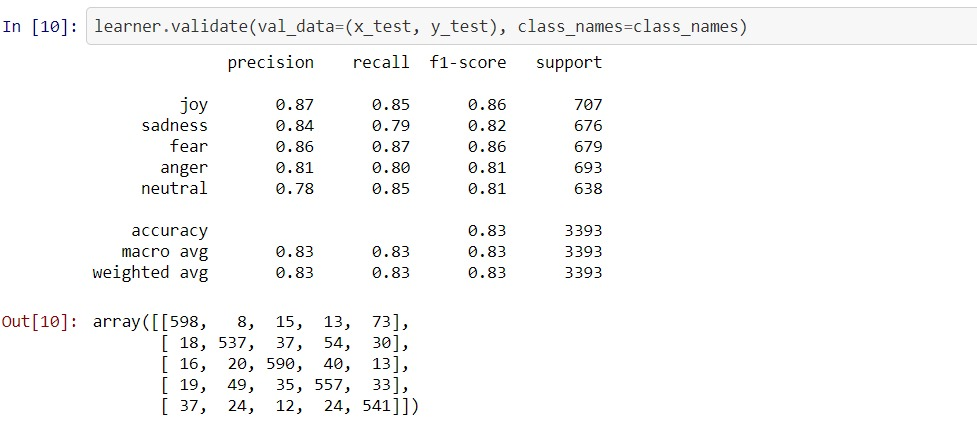 In [10]: learner.validate(val_data=(x_test, y_test), class_names=class_names)
precision recall f1-score support
joy 0.87 0.85 0.86 707
sadness 0.84 0.79 0.82 676
fear 0.86 0.87 0.86 679
anger 0.81 0.80 0.81 693
neutral 0.78 0.85 0.81 638
accuracy 0.83 3393
macro avg 0.83 0.83 0.83 3393
weighted avg 0.83 0.83 0.83 3393
Out[10]: array([[598, 8, 15, 13, 73],
[ 18, 537, 37, 54, 30],
[ 16, 20, 590, 40, 13],
[ 19, 49, 35, 557, 33],
[ 37, 24, 12, 24, 541]])